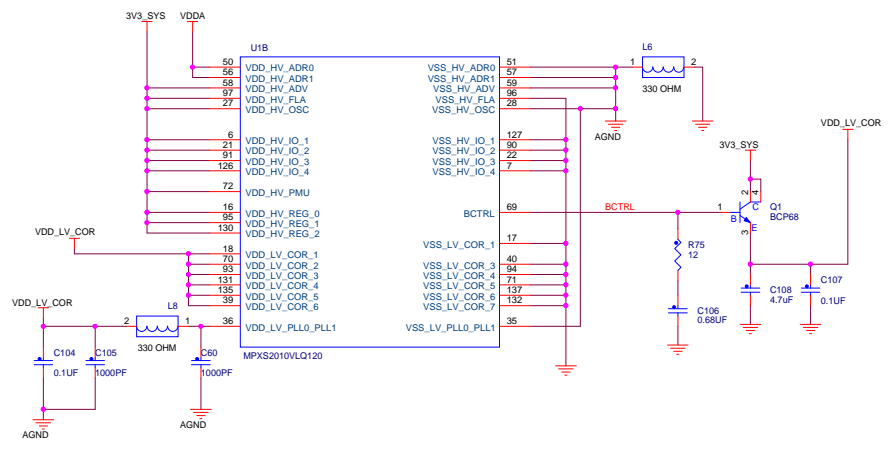 3V3_SYS
VDDA
U1B
50 VDD_HV_ADR0
56 VDD_HV_ADR1
58 VDD_HV_ADV
97 VDD_HV_FLA
27 VDD_HV_OSC
6 VDD_HV_IO_1
21 VDD_HV_IO_2
91 VDD_HV_IO_3
126 VDD_HV_IO_4
72 VDD_HV_PMU
16 VDD_HV_REG_0
95 VDD_HV_REG_1
130 VDD_HV_REG_2
18 VDD_LV_COR_1
70 VDD_LV_COR_2
93 VDD_LV_COR_3
131 VDD_LV_COR_4
135 VDD_LV_COR_5
39 VDD_LV_COR_6
36 VDD_LV_PLL0_PLL1
VSS_HV_ADR0 51
VSS_HV_ADR1 57
VSS_HV_ADV 59
VSS_HV_FLA 96
VSS_HV_OSC 28
VSS_HV_IO_1 127
VSS_HV_IO_2 90
VSS_HV_IO_3 22
VSS_HV_IO_4 7
BCTRL 69
VSS_LV_COR_1 17
VSS_LV_COR_3 40
VSS_LV_COR_4 94
VSS_LV_COR_5 71
VSS_LV_COR_6 137
VSS_LV_COR_7 132
VSS_LV_PLL0_PLL1 35
MPXS2010VLQ120
L6
1 2
330 OHM
AGND
VDD_LV_COR
3V3_SYS
BCTRL
1
2
4
3
B
C
E
Q1
BCP68
R75
12
C106
0.68UF
C108
4.7uF
C107
0.1UF
VDD_LV_COR
VDD_LV_COR
L8
2 1
330 OHM
C104
0.1UF
C105
1000PF
C60
1000PF
AGND
AGND